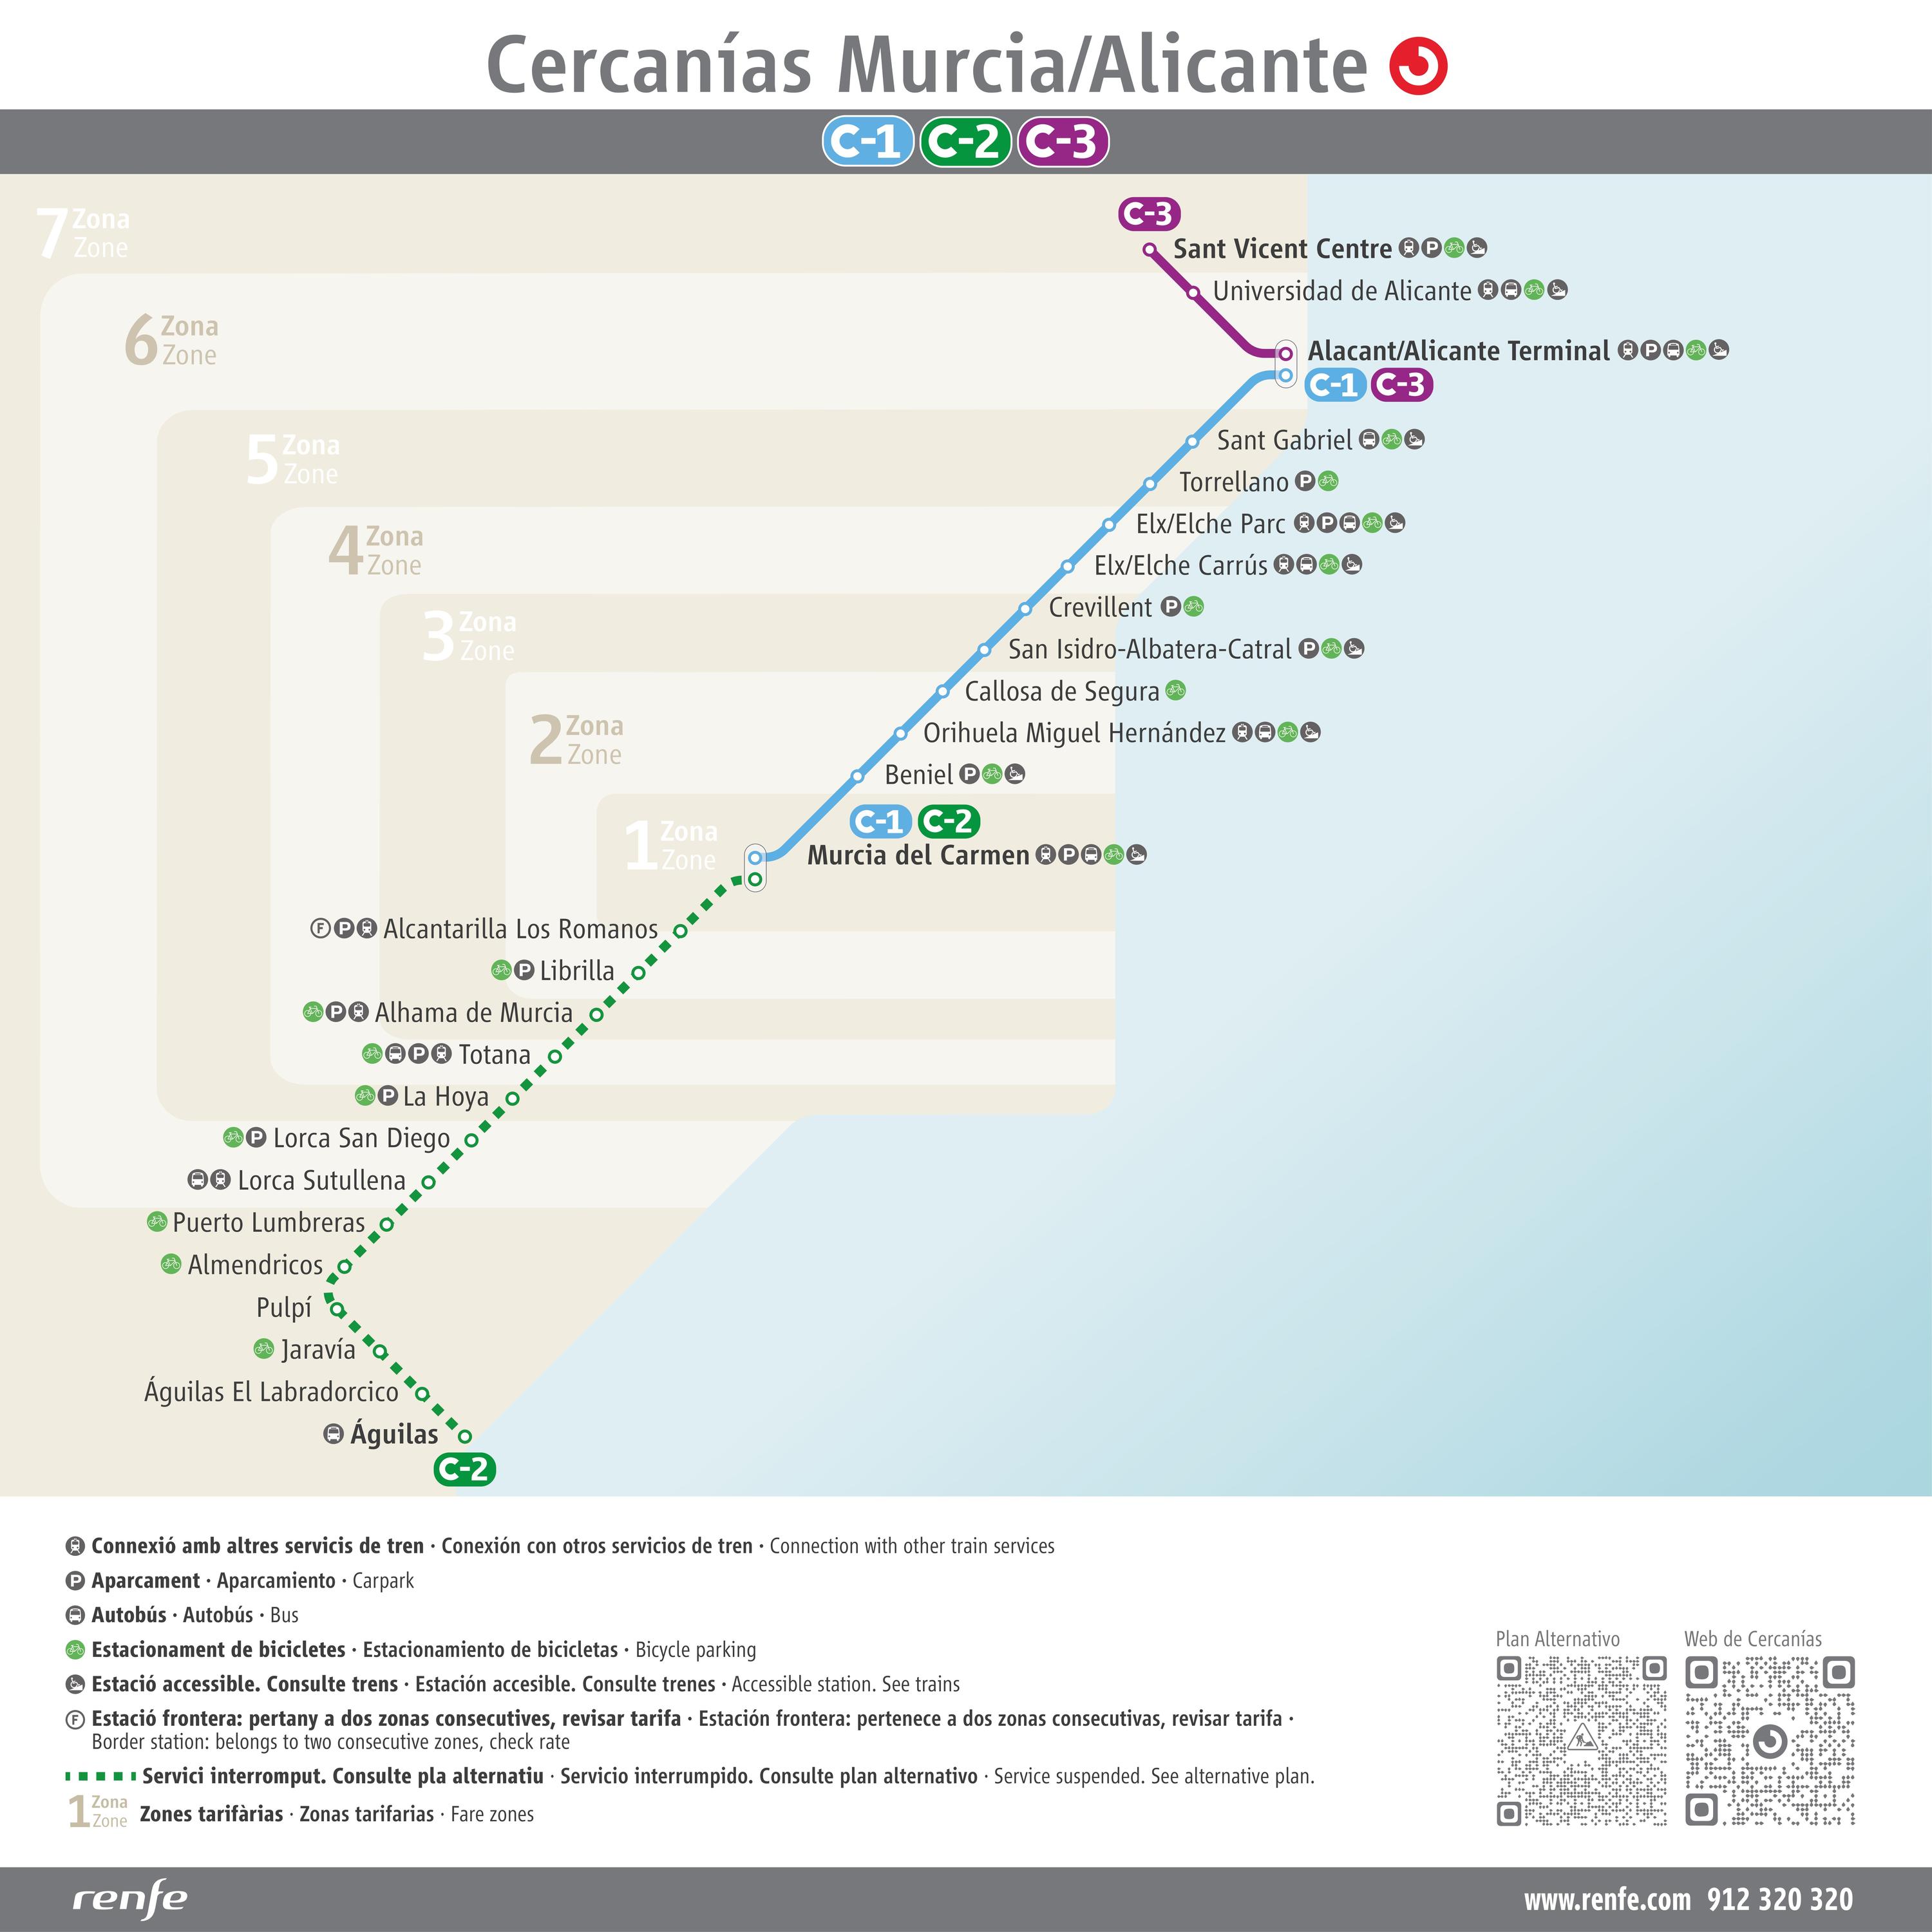 Cercanías Murcia/Alicante
C-1 C-2 C-3
7 Zona
Zone
6 Zona
Zone
5 Zona
Zone
4 Zona
Zone
3 Zona
Zone
2 Zona
Zone
1 Zona
Zone
C-3
Sant Vicent Centre P
Universidad de Alicante
Alacant/Alicante Terminal P
C-1 C-3
Sant Gabriel
Torrellano P
Elx/Elche Parc P
Elx/Elche Carrús
Crevillent P
San Isidro-Albatera-Catral P
Callosa de Segura
Orihuela Miguel Hernández
Beniel P
C-1 C-2
Murcia del Carmen P
F P Alcantarilla Los Romanos
P Librilla
P Alhama de Murcia
P Totana
P La Hoya
P Lorca San Diego
Lorca Sutullena
Puerto Lumbreras
Almendricos
Pulpí
Jaravía
Águilas El Labradorcico
Águilas
C-2
Connexió amb altres servicis de tren · Conexión con otros servicios de tren · Connection with other train services
P Aparcament · Aparcamiento · Carpark
Autobús · Autobús · Bus
Estacionament de bicicletes · Estacionamiento de bicicletas · Bicycle parking
Estació accessible. Consulte trens · Estación accesible. Consulte trenes · Accessible station. See trains
F Estació frontera: pertany a dos zones consecutives, revisar tarifa · Estación frontera: pertenece a dos zonas consecutivas, revisar tarifa ·
Border station: belongs to two consecutive zones, check rate
Servici interromput. Consulte pla alternatiu · Servicio interrumpido. Consulte plan alternativo · Service suspended. See alternative plan.
1 Zona
Zone
Zones tarifàrias · Zonas tarifarias · Fare zones
Plan Alternativo
Web de Cercanías
renfe
www.renfe.com 912 320 320